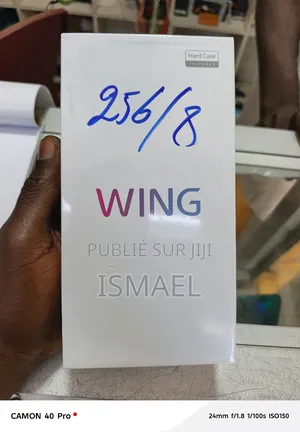 Hard Case
256/8
WING
PUBLIÉ SUR JIJI
ISMAEL
CAMON 40 Pro
24mm f/1.8 1/100s ISO150